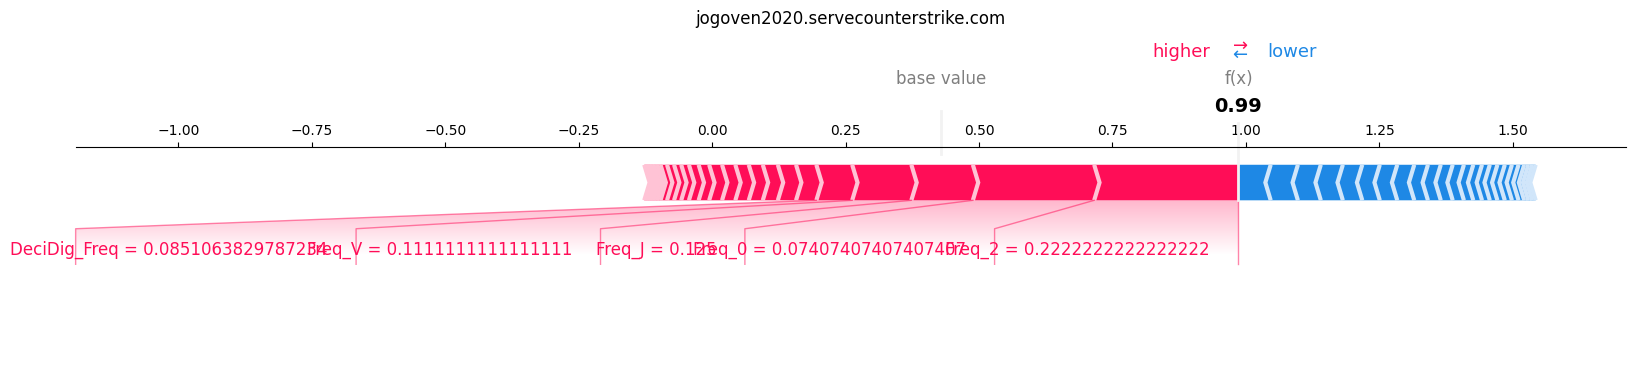 jogoven2020.servecounterstrike.com
higher ⇄ lower
base value f(x)
0.99
−1.00 −0.75 −0.50 −0.25 0.00 0.25 0.50 0.75 1.00 1.25 1.50
DeciDig_Freq = 0.0851063829787234 Freq_V = 0.1111111111111111 Freq_J = 0.125 Freq_0 = 0.07407407407407407 Freq_2 = 0.2222222222222222